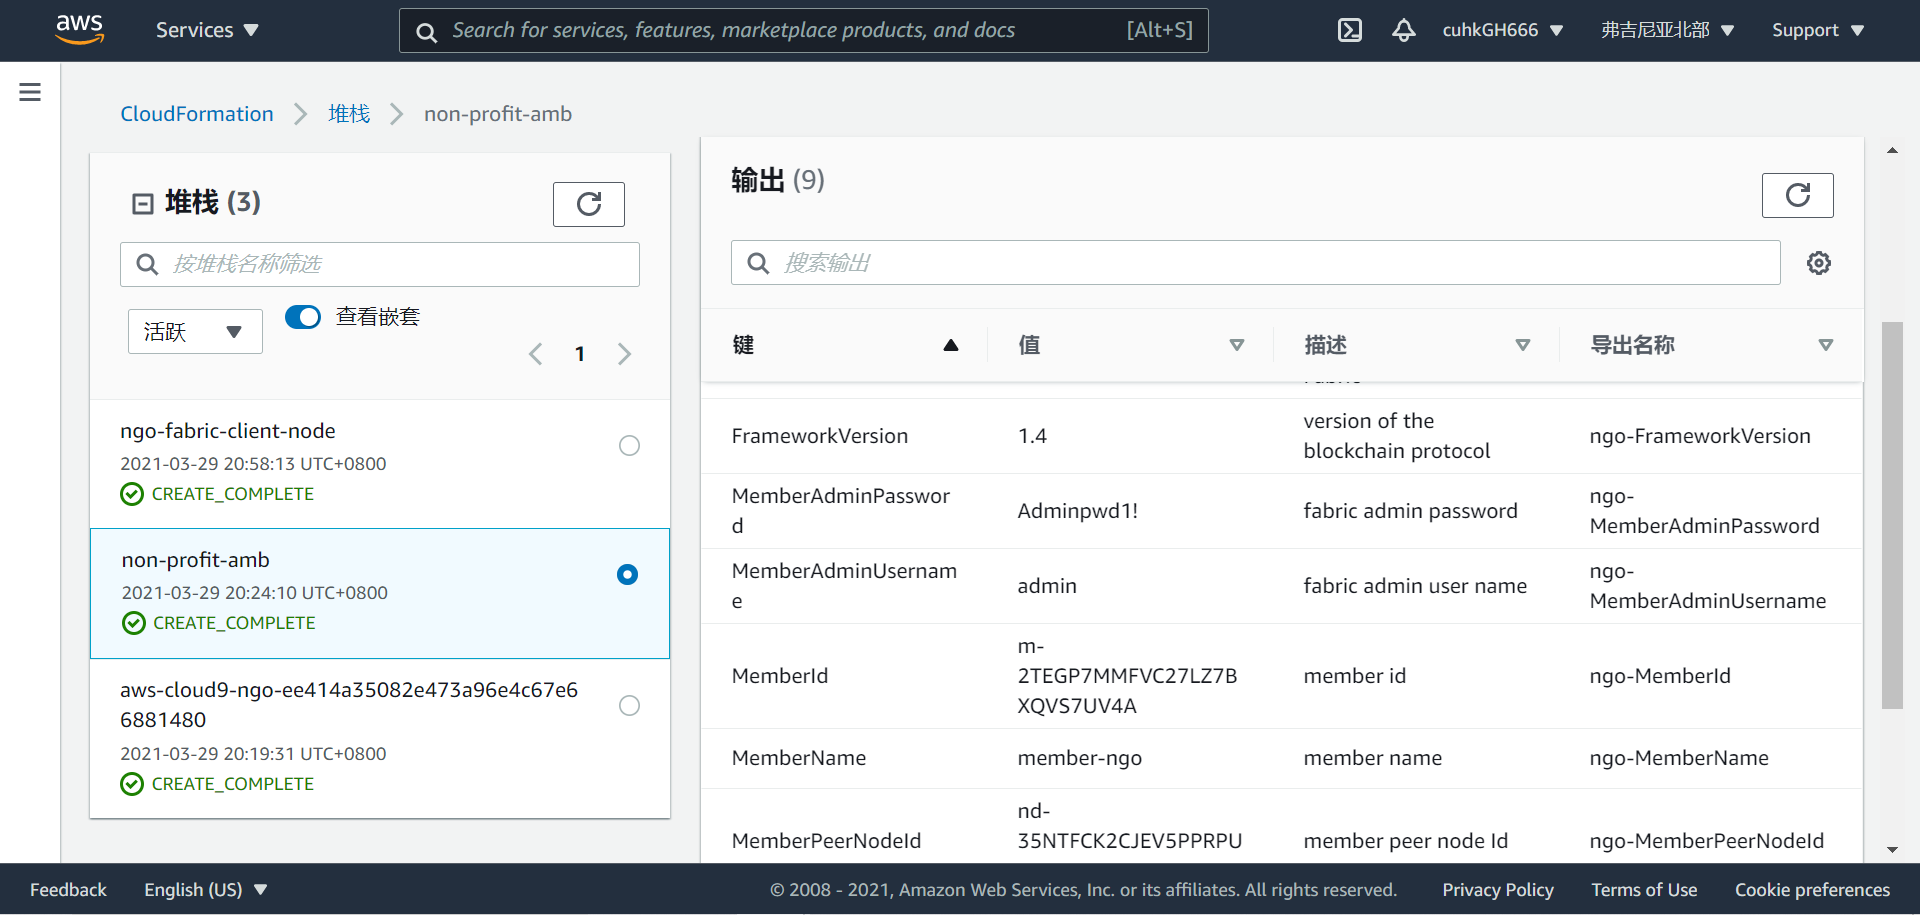 aws
Services
Search for services, features, marketplace products, and docs
[Alt+S]
cuhkGH666
弗吉尼亚北部
Support
CloudFormation
堆栈
non-profit-amb
堆栈 (3)
按堆栈名称筛选
活跃
查看嵌套
1
ngo-fabric-client-node
2021-03-29 20:58:13 UTC+0800
CREATE_COMPLETE
non-profit-amb
2021-03-29 20:24:10 UTC+0800
CREATE_COMPLETE
aws-cloud9-ngo-ee414a35082e473a96e4c67e6
6881480
2021-03-29 20:19:31 UTC+0800
CREATE_COMPLETE
输出 (9)
搜索输出
键
值
描述
导出名称
FrameworkVersion
1.4
version of the
blockchain protocol
ngo-FrameworkVersion
MemberAdminPasswor
d
Adminpwd1!
fabric admin password
ngo-
MemberAdminPassword
MemberAdminUsernam
e
admin
fabric admin user name
ngo-
MemberAdminUsername
MemberId
m-
2TEGP7MMFVC27LZ7B
XQVS7UV4A
member id
ngo-MemberId
MemberName
member-ngo
member name
ngo-MemberName
MemberPeerNodeId
nd-
35NTFCK2CJEV5PPRPU
member peer node Id
ngo-MemberPeerNodeId
Feedback
English (US)
© 2008 - 2021, Amazon Web Services, Inc. or its affiliates. All rights reserved.
Privacy Policy
Terms of Use
Cookie preferences